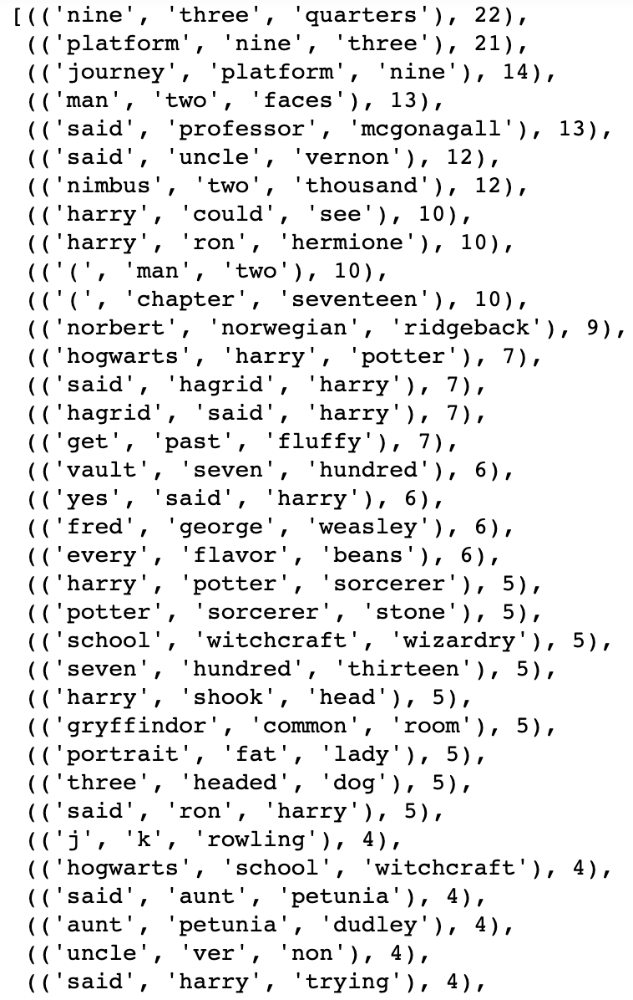 [(('nine', 'three', 'quarters'), 22),
(('platform', 'nine', 'three'), 21),
(('journey', 'platform', 'nine'), 14),
(('man', 'two', 'faces'), 13),
(('said', 'professor', 'mcgonagall'), 13),
(('said', 'uncle', 'vernon'), 12),
(('nimbus', 'two', 'thousand'), 12),
(('harry', 'could', 'see'), 10),
(('harry', 'ron', 'hermione'), 10),
(('(', 'man', 'two'), 10),
(('(', 'chapter', 'seventeen'), 10),
(('norbert', 'norwegian', 'ridgeback'), 9),
(('hogwarts', 'harry', 'potter'), 7),
(('said', 'hagrid', 'harry'), 7),
(('hagrid', 'said', 'harry'), 7),
(('get', 'past', 'fluffy'), 7),
(('vault', 'seven', 'hundred'), 6),
(('yes', 'said', 'harry'), 6),
(('fred', 'george', 'weasley'), 6),
(('every', 'flavor', 'beans'), 6),
(('harry', 'potter', 'sorcerer'), 5),
(('potter', 'sorcerer', 'stone'), 5),
(('school', 'witchcraft', 'wizardry'), 5),
(('seven', 'hundred', 'thirteen'), 5),
(('harry', 'shook', 'head'), 5),
(('gryffindor', 'common', 'room'), 5),
(('portrait', 'fat', 'lady'), 5),
(('three', 'headed', 'dog'), 5),
(('said', 'ron', 'harry'), 5),
(('j', 'k', 'rowling'), 4),
(('hogwarts', 'school', 'witchcraft'), 4),
(('said', 'aunt', 'petunia'), 4),
(('aunt', 'petunia', 'dudley'), 4),
(('uncle', 'ver', 'non'), 4),
(('said', 'harry', 'trying'), 4),